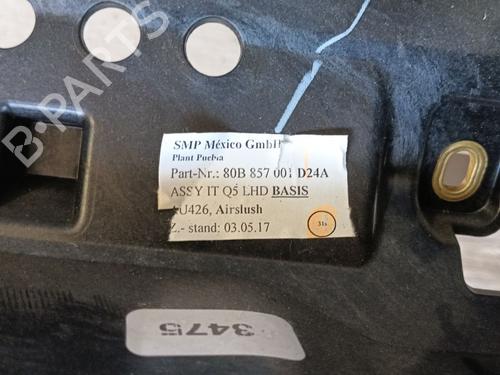 SMP México GmbH
Plant Puebla
Part-Nr.: 80B 857 001 D24A
ASSY IT Q5 LHD BASIS
AU426, Airslush
Z.- stand: 03.05.17
31s
3475
B-PARTS